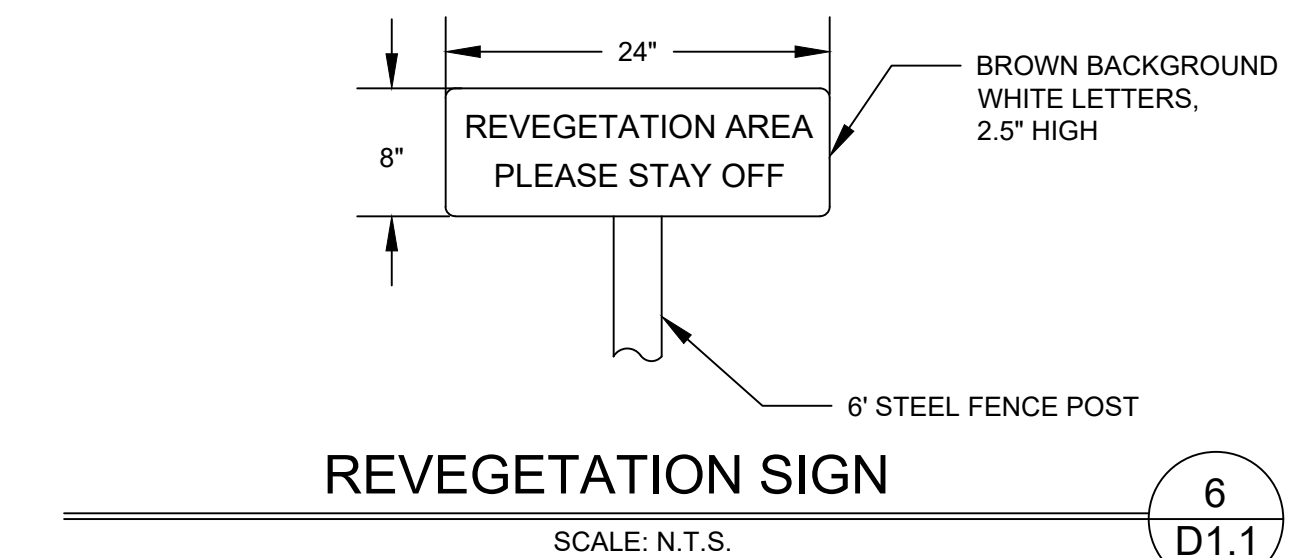 24"
BROWN BACKGROUND
WHITE LETTERS,
2.5" HIGH
REVEGETATION AREA
PLEASE STAY OFF
8"
6' STEEL FENCE POST
REVEGETATION SIGN
SCALE: N.T.S.
6
D1.1